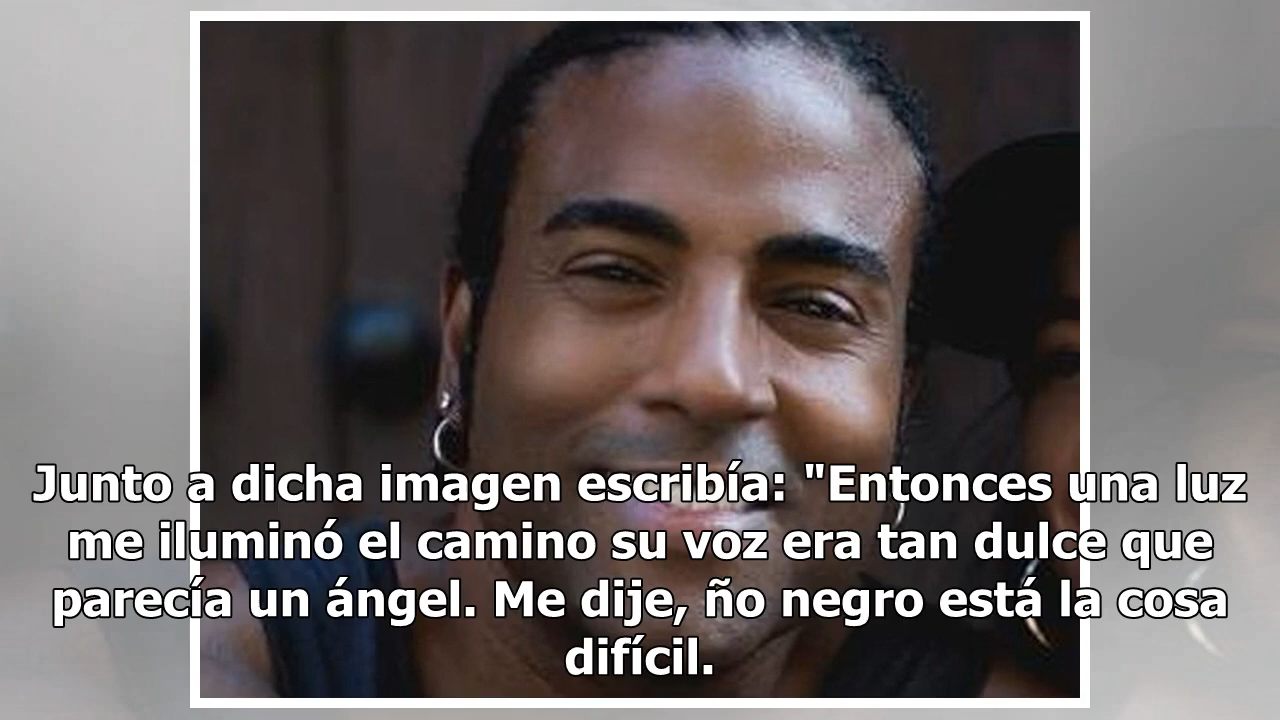 Junto a dicha imagen escribía: "Entonces una luz
me iluminó el camino su voz era tan dulce que
parecía un ángel. Me dije, ño negro está la cosa
difícil.